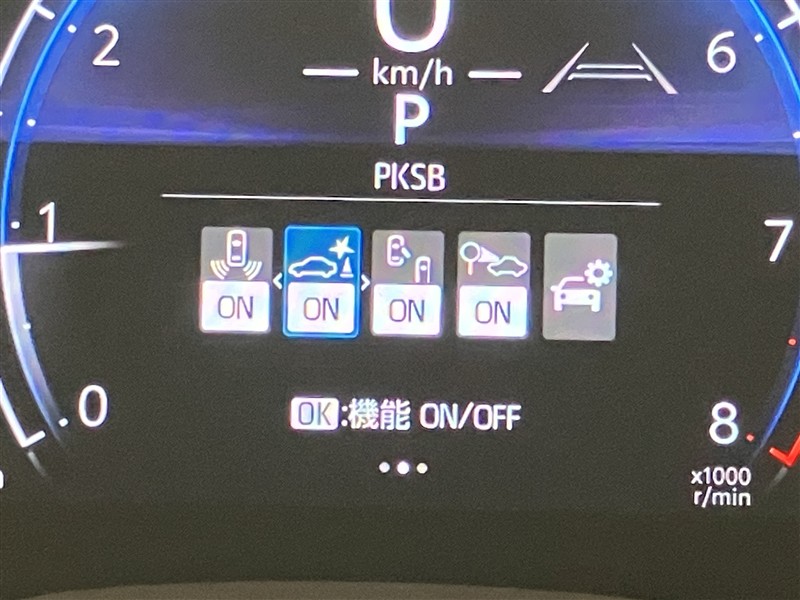 0
2
6
km/h
P
PKSB
1
7
ON
ON
ON
ON
0
OK:機能 ON/OFF
8
x1000
r/min